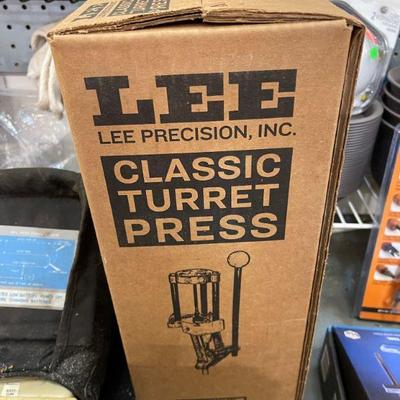 LEE
LEE PRECISION, INC.
CLASSIC
TURRET
PRESS